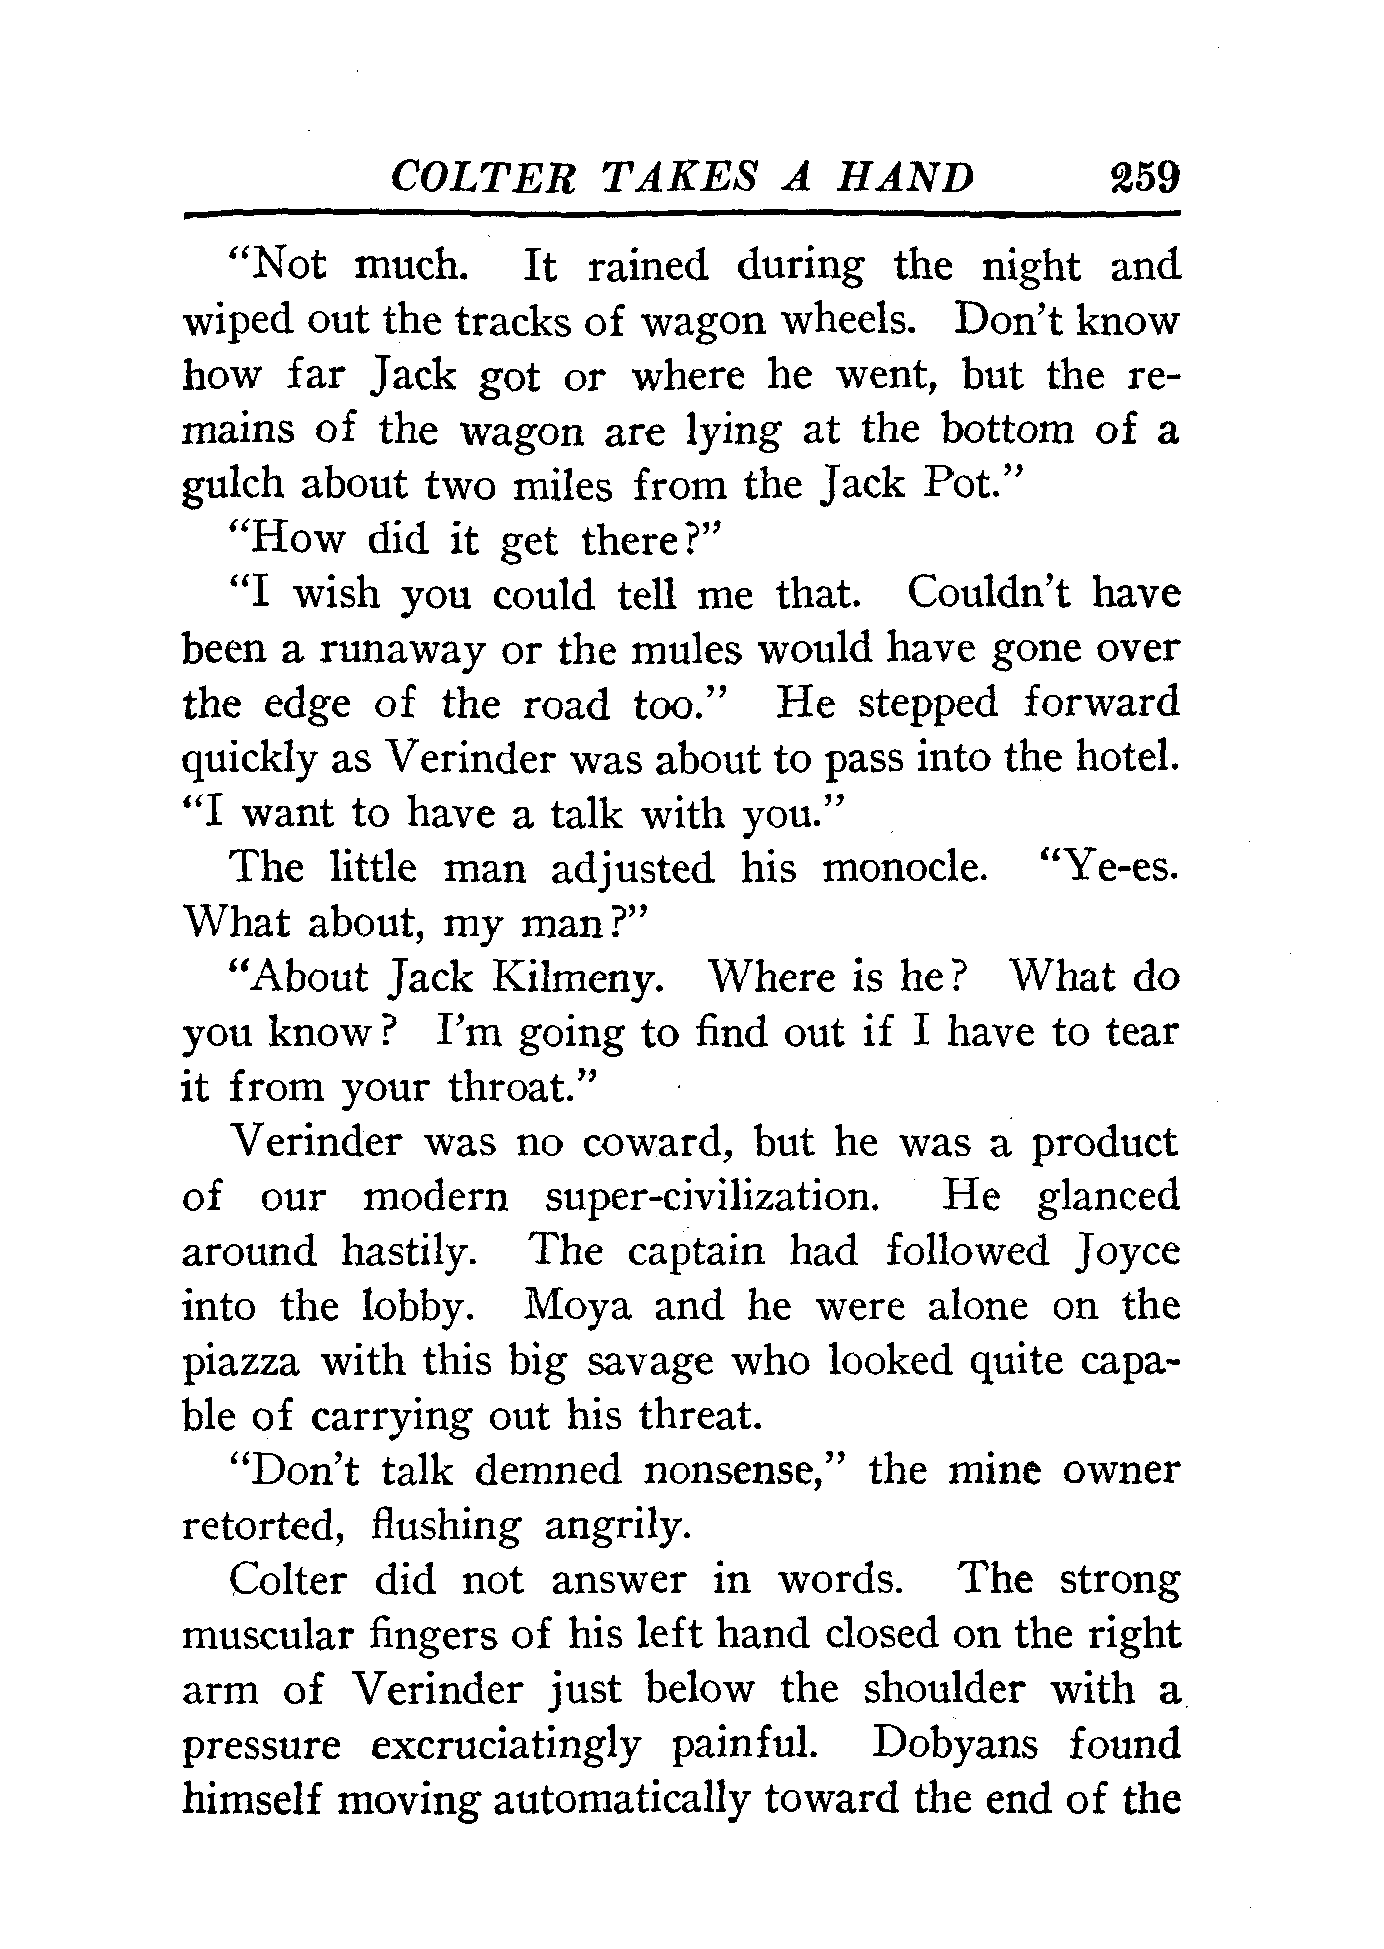 COLTER TAKES A HAND 259
“Not much. It rained during the night and
wiped out the tracks of wagon wheels. Don’t know
how far Jack got or where he went, but the re-
mains of the wagon are lying at the bottom of a
gulch about two miles from the Jack Pot.”
“How did it get there?”
“I wish you could tell me that. Couldn’t have
been a runaway or the mules would have gone over
the edge of the road too.” He stepped forward
quickly as Verinder was about to pass into the hotel.
“I want to have a talk with you.”
The little man adjusted his monocle. “Ye-es.
What about, my man?”
“About Jack Kilmeny. Where is he? What do
you know? I’m going to find out if I have to tear
it from your throat.”
Verinder was no coward, but he was a product
of our modern super-civilization. He glanced
around hastily. The captain had followed Joyce
into the lobby. Moya and he were alone on the
piazza with this big savage who looked quite capa-
ble of carrying out his threat.
“Don’t talk demned nonsense,” the mine owner
retorted, flushing angrily.
Colter did not answer in words. The strong
muscular fingers of his left hand closed on the right
arm of Verinder just below the shoulder with a
pressure excruciatingly painful. Dobyans found
himself moving automatically toward the end of the